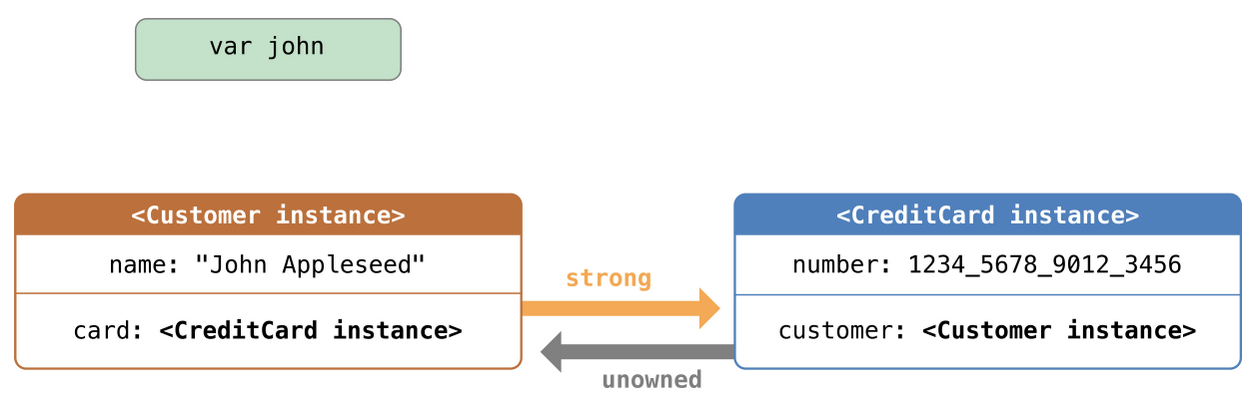 var john
<Customer instance>
name: "John Appleseed"
card: <CreditCard instance>
strong
unowned
<CreditCard instance>
number: 1234_5678_9012_3456
customer: <Customer instance>